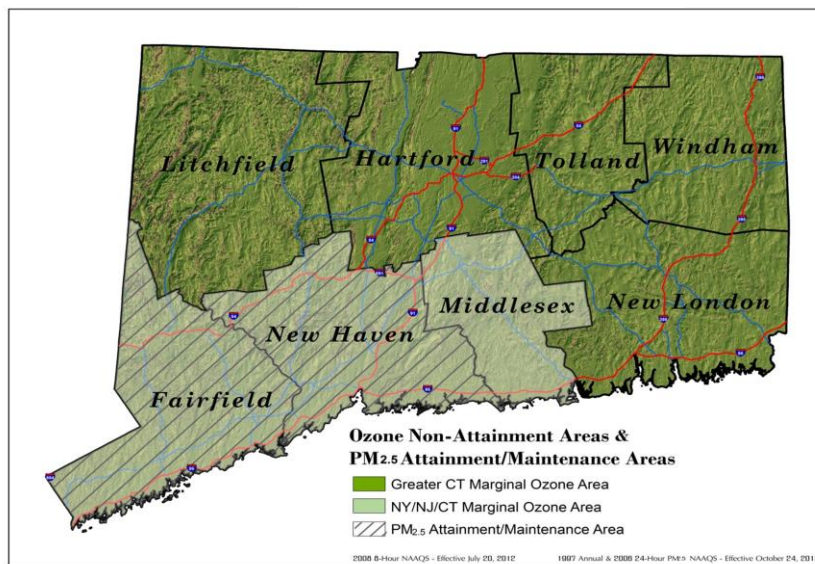 Litchfield
Hartford
Tolland
Windham
New Haven
Middlesex
New London
Fairfield
Ozone Non-Attainment Areas &
PM2.5 Attainment/Maintenance Areas
Greater CT Marginal Ozone Area
NY/NJ/CT Marginal Ozone Area
PM2.5 Attainment/Maintenance Area
2008 8-Hour NAAQS - Effective July 20, 2012
1997 Annual & 2006 24-Hour PM2.5 NAAQS - Effective October 24,